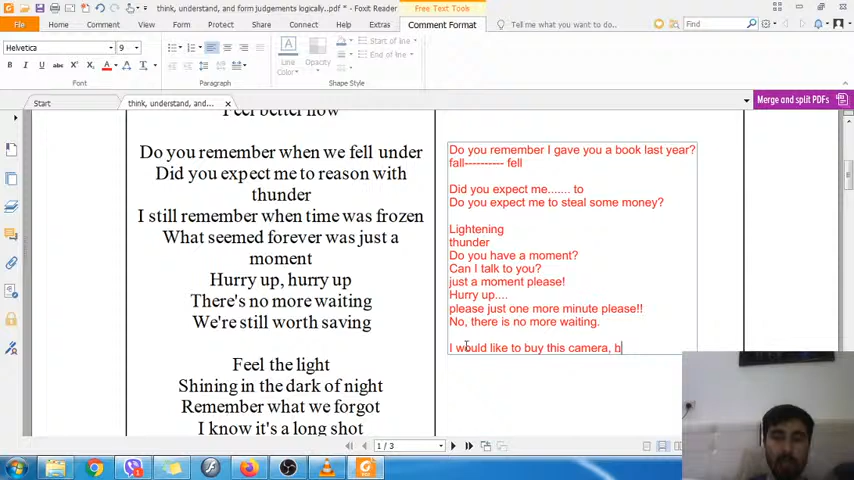 think, understand, and form judgements logically..pdf * - Foxit Reader
Free Text Tools
File
Home
Comment
View
Form
Protect
Share
Connect
Help
Extras
Comment Format
Tell me what you want to do...
Find
Helvetica
9
Font
Paragraph
Line
Color
Opacity
Start of line
End of line
Shape Style
Start
think, understand, and...
Merge and split PDFs
Feel better now
Do you remember when we fell under
Did you expect me to reason with
thunder
I still remember when time was frozen
What seemed forever was just a
moment
Hurry up, hurry up
There's no more waiting
We're still worth saving
Feel the light
Shining in the dark of night
Remember what we forgot
I know it's a long shot
Do you remember I gave you a book last year?
fall---------- fell
Did you expect me....... to
Do you expect me to steal some money?
Lightening
thunder
Do you have a moment?
Can I talk to you?
just a moment please!
Hurry up....
please just one more minute please!!
No, there is no more waiting.
I would like to buy this camera, b
1 / 3